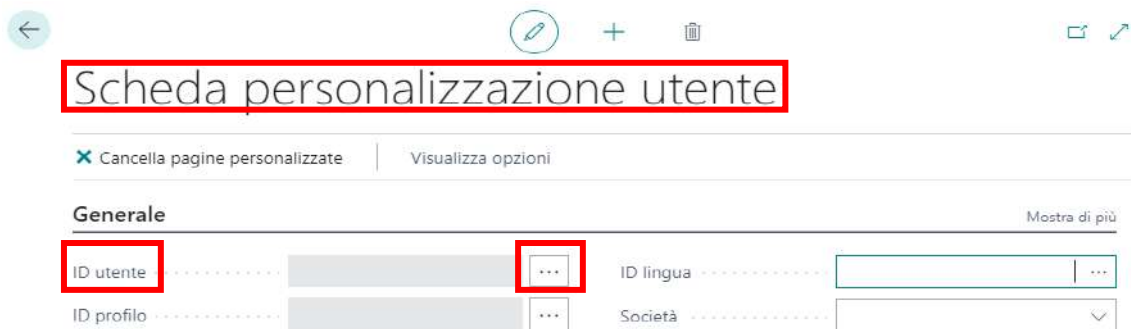 Scheda personalizzazione utente
Cancella pagine personalizzate Visualizza opzioni
Generale Mostra di più
ID utente ID lingua
ID profilo Società